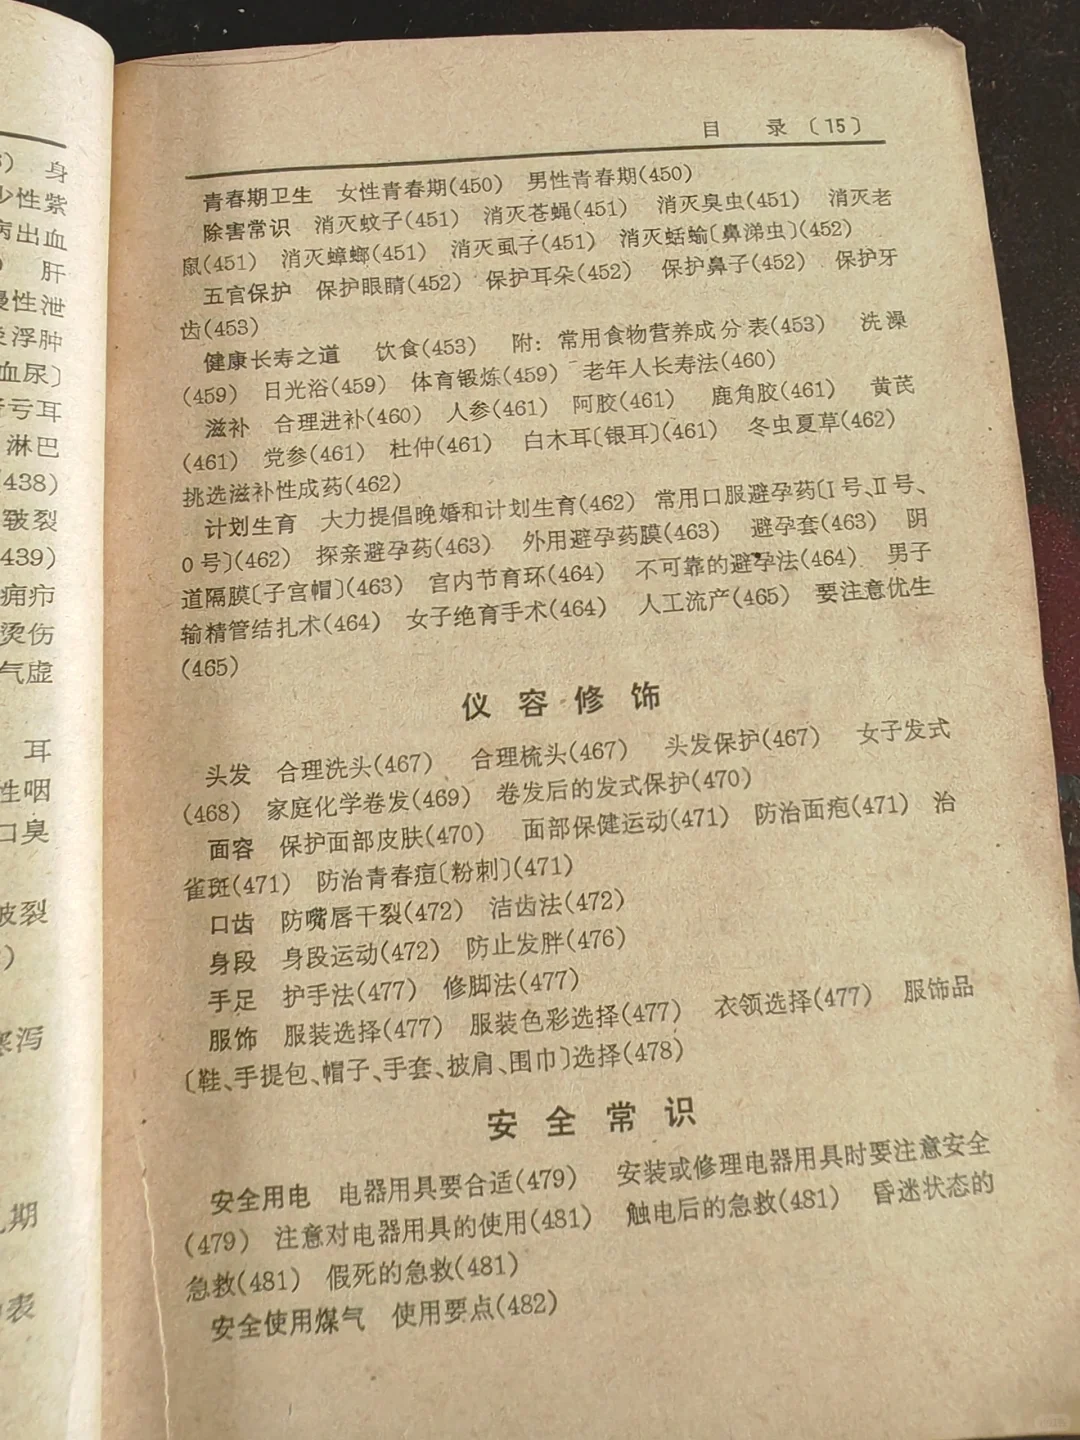 目 录〔15〕
青春期卫生 女性青春期(450) 男性青春期(450)
除害常识 消灭蚊子(451) 消灭苍蝇(451) 消灭臭虫(451) 消灭老
鼠(451) 消灭蟑螂(451) 消灭虱子(451) 消灭蛞蝓〔鼻涕虫〕(452)
五官保护 保护眼睛(452) 保护耳朵(452) 保护鼻子(452) 保护牙
齿(453)
健康长寿之道 饮食(453) 附：常用食物营养成分表(453) 洗澡
(459) 日光浴(459) 体育锻炼(459) 老年人长寿法(460)
滋补 合理进补(460) 人参(461) 阿胶(461) 鹿角胶(461) 黄芪
(461) 党参(461) 杜仲(461) 白木耳〔银耳〕(461) 冬虫夏草(462)
挑选滋补性成药(462)
计划生育 大力提倡晚婚和计划生育(462) 常用口服避孕药〔Ⅰ号、Ⅱ号、
0号〕(462) 探亲避孕药(463) 外用避孕药膜(463) 避孕套(463) 阴
道隔膜〔子宫帽〕(463) 宫内节育环(464) 不可靠的避孕法(464) 男子
输精管结扎术(464) 女子绝育手术(464) 人工流产(465) 要注意优生
(465)
仪容修饰
头发 合理洗头(467) 合理梳头(467) 头发保护(467) 女子发式
(468) 家庭化学卷发(469) 卷发后的发式保护(470)
面容 保护面部皮肤(470) 面部保健运动(471) 防治面疱(471) 治
雀斑(471) 防治青春痘〔粉刺〕(471)
口齿 防嘴唇干裂(472) 洁齿法(472)
身段 身段运动(472) 防止发胖(476)
手足 护手法(477) 修脚法(477)
服饰 服装选择(477) 服装色彩选择(477) 衣领选择(477) 服饰品
〔鞋、手提包、帽子、手套、披肩、围巾〕选择(478)
安全常识
安全用电 电器用具要合适(479) 安装或修理电器用具时要注意安全
(479) 注意对电器用具的使用(481) 触电后的急救(481) 昏迷状态的
急救(481) 假死的急救(481)
安全使用煤气 使用要点(482)